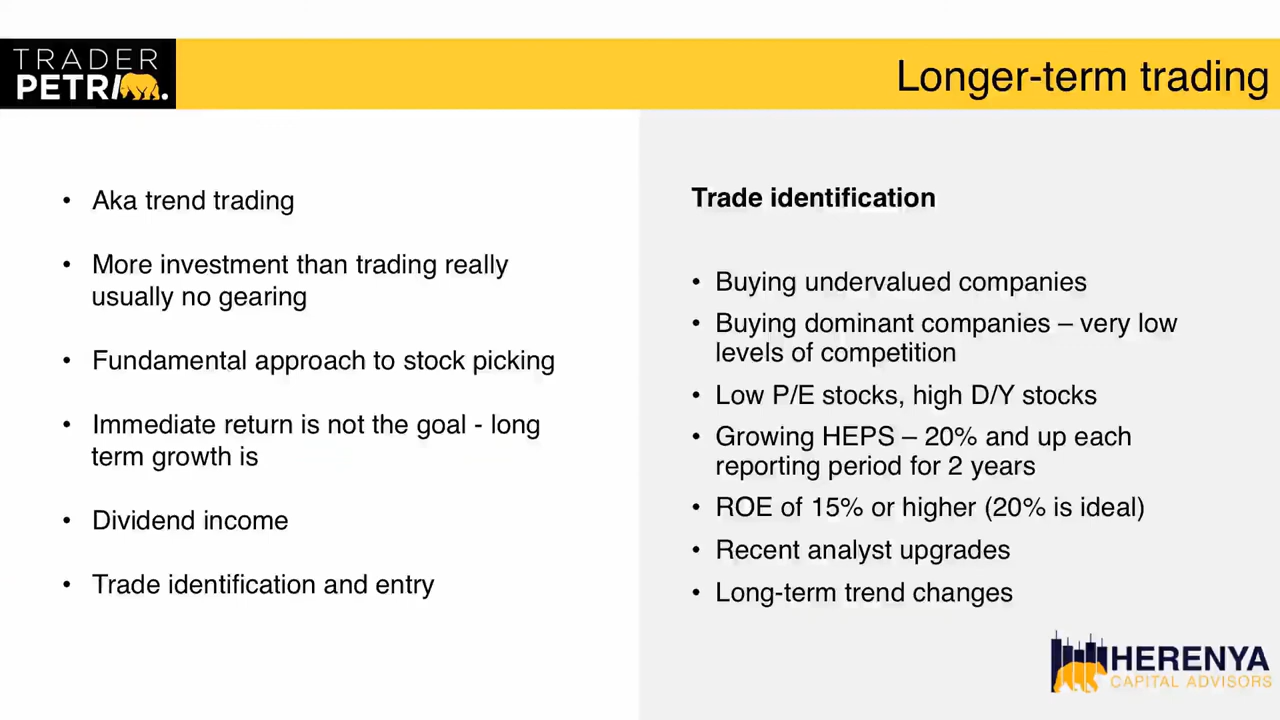 TRADER
PETRI.
Longer-term trading
• Aka trend trading
• More investment than trading really
usually no gearing
• Fundamental approach to stock picking
• Immediate return is not the goal - long
term growth is
• Dividend income
• Trade identification and entry
Trade identification
• Buying undervalued companies
• Buying dominant companies – very low
levels of competition
• Low P/E stocks, high D/Y stocks
• Growing HEPS – 20% and up each
reporting period for 2 years
• ROE of 15% or higher (20% is ideal)
• Recent analyst upgrades
• Long-term trend changes
HERENYA
CAPITAL ADVISORS